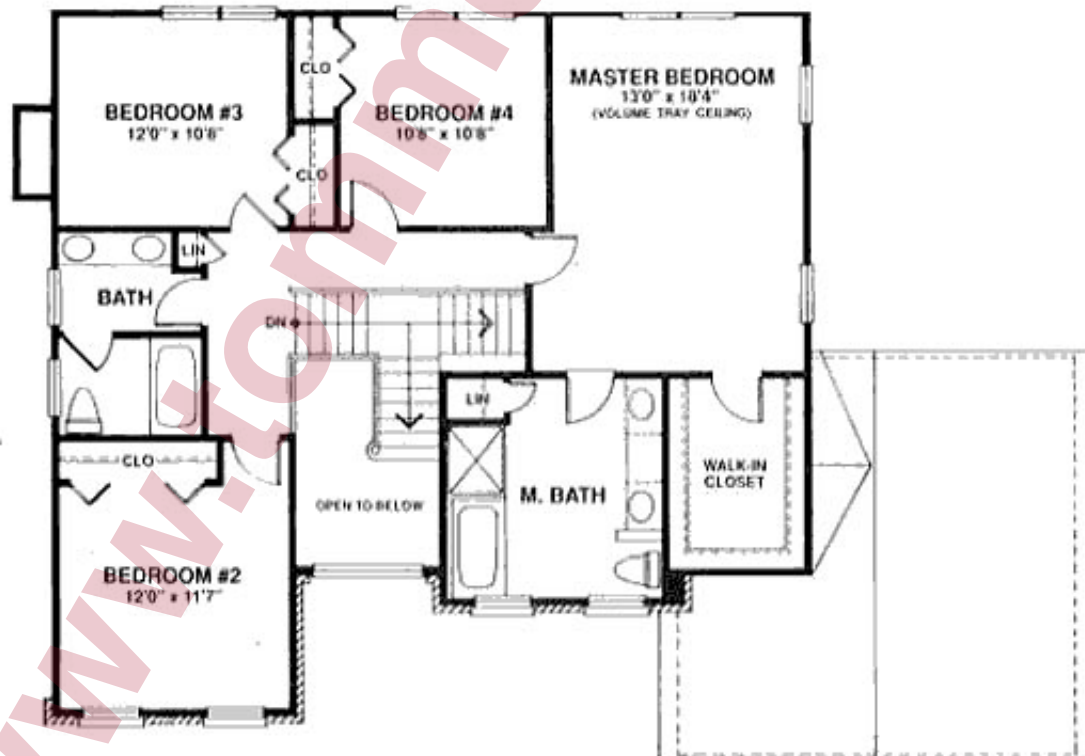 BEDROOM #3
12'0" x 10'8"
CLO
CLO
BEDROOM #4
10'8" x 10'8"
MASTER BEDROOM
13'0" x 18'4"
(VOLUME TRAY CEILING)
LIN
BATH
DN
LIN
CLO
OPEN TO BELOW
M. BATH
WALK-IN
CLOSET
BEDROOM #2
12'0" x 11'7"